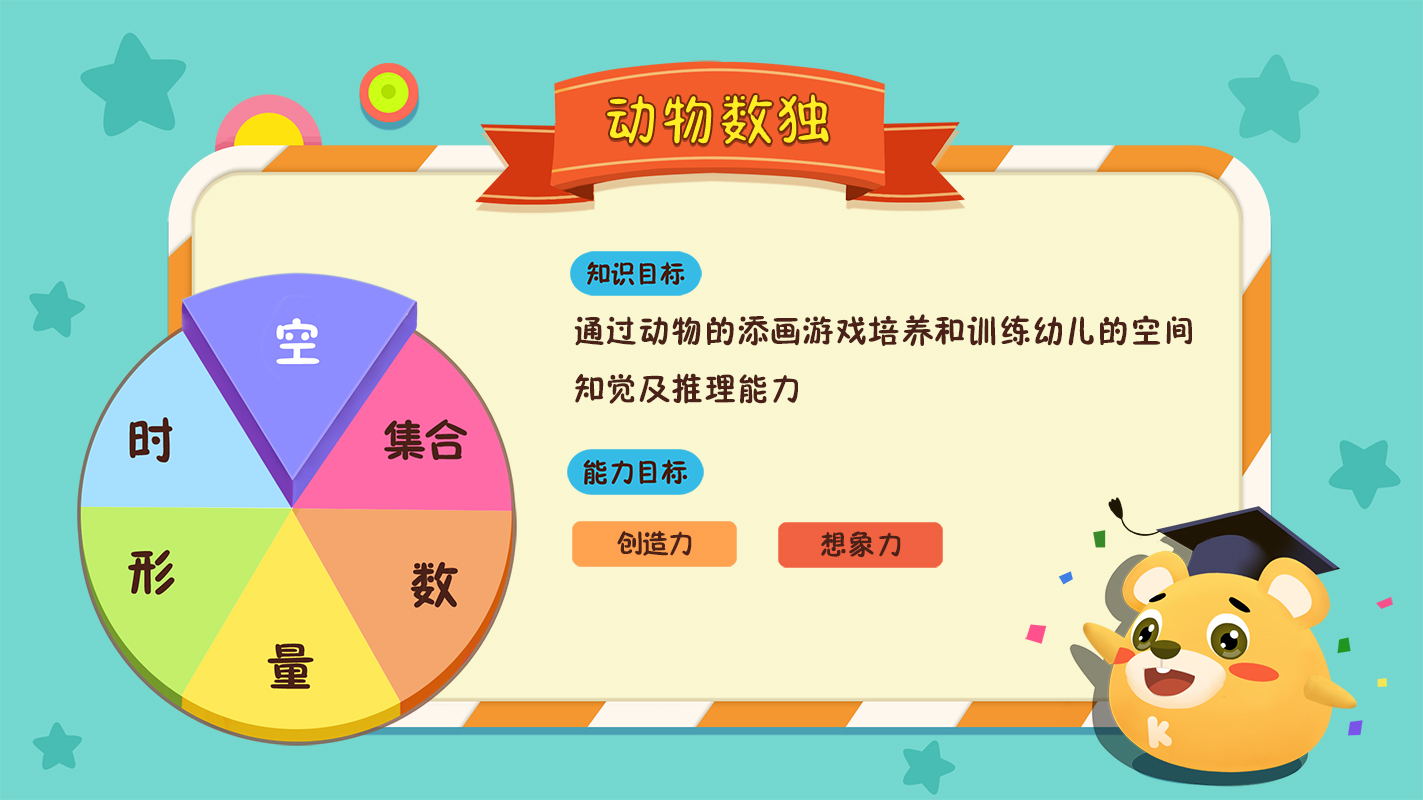 动物数独
知识目标
通过动物的添画游戏培养和训练幼儿的空间
知觉及推理能力
能力目标
创造力
想象力
空
时
集合
形
数
量
K